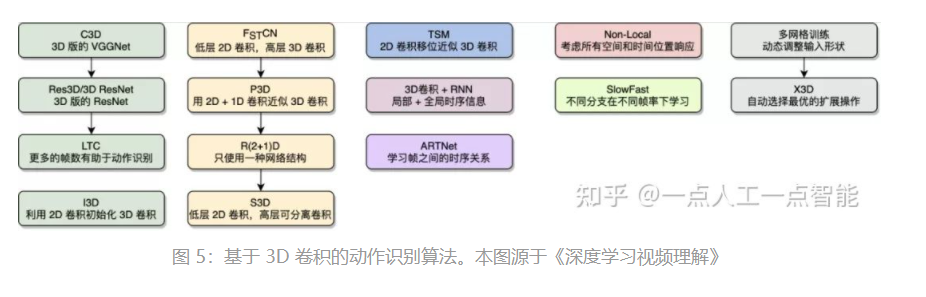 C3D
3D 版的 VGGNet
Res3D/3D ResNet
3D 版的 ResNet
LTC
更多的帧数有助于动作识别
I3D
利用 2D 卷积初始化 3D 卷积
FSTCN
低层 2D 卷积，高层 3D 卷积
P3D
用 2D + 1D 卷积近似 3D 卷积
R(2+1)D
只使用一种网络结构
S3D
低层 2D 卷积，高层可分离卷积
TSM
2D 卷积移位近似 3D 卷积
3D卷积 + RNN
局部 + 全局时序信息
ARTNet
学习帧之间的时序关系
Non-Local
考虑所有空间和时间位置响应
SlowFast
不同分支在不同帧率下学习
多网格训练
动态调整输入形状
X3D
自动选择最优的扩展操作
知乎 @一点人工一点智能
图 5：基于 3D 卷积的动作识别算法。本图源于《深度学习视频理解》